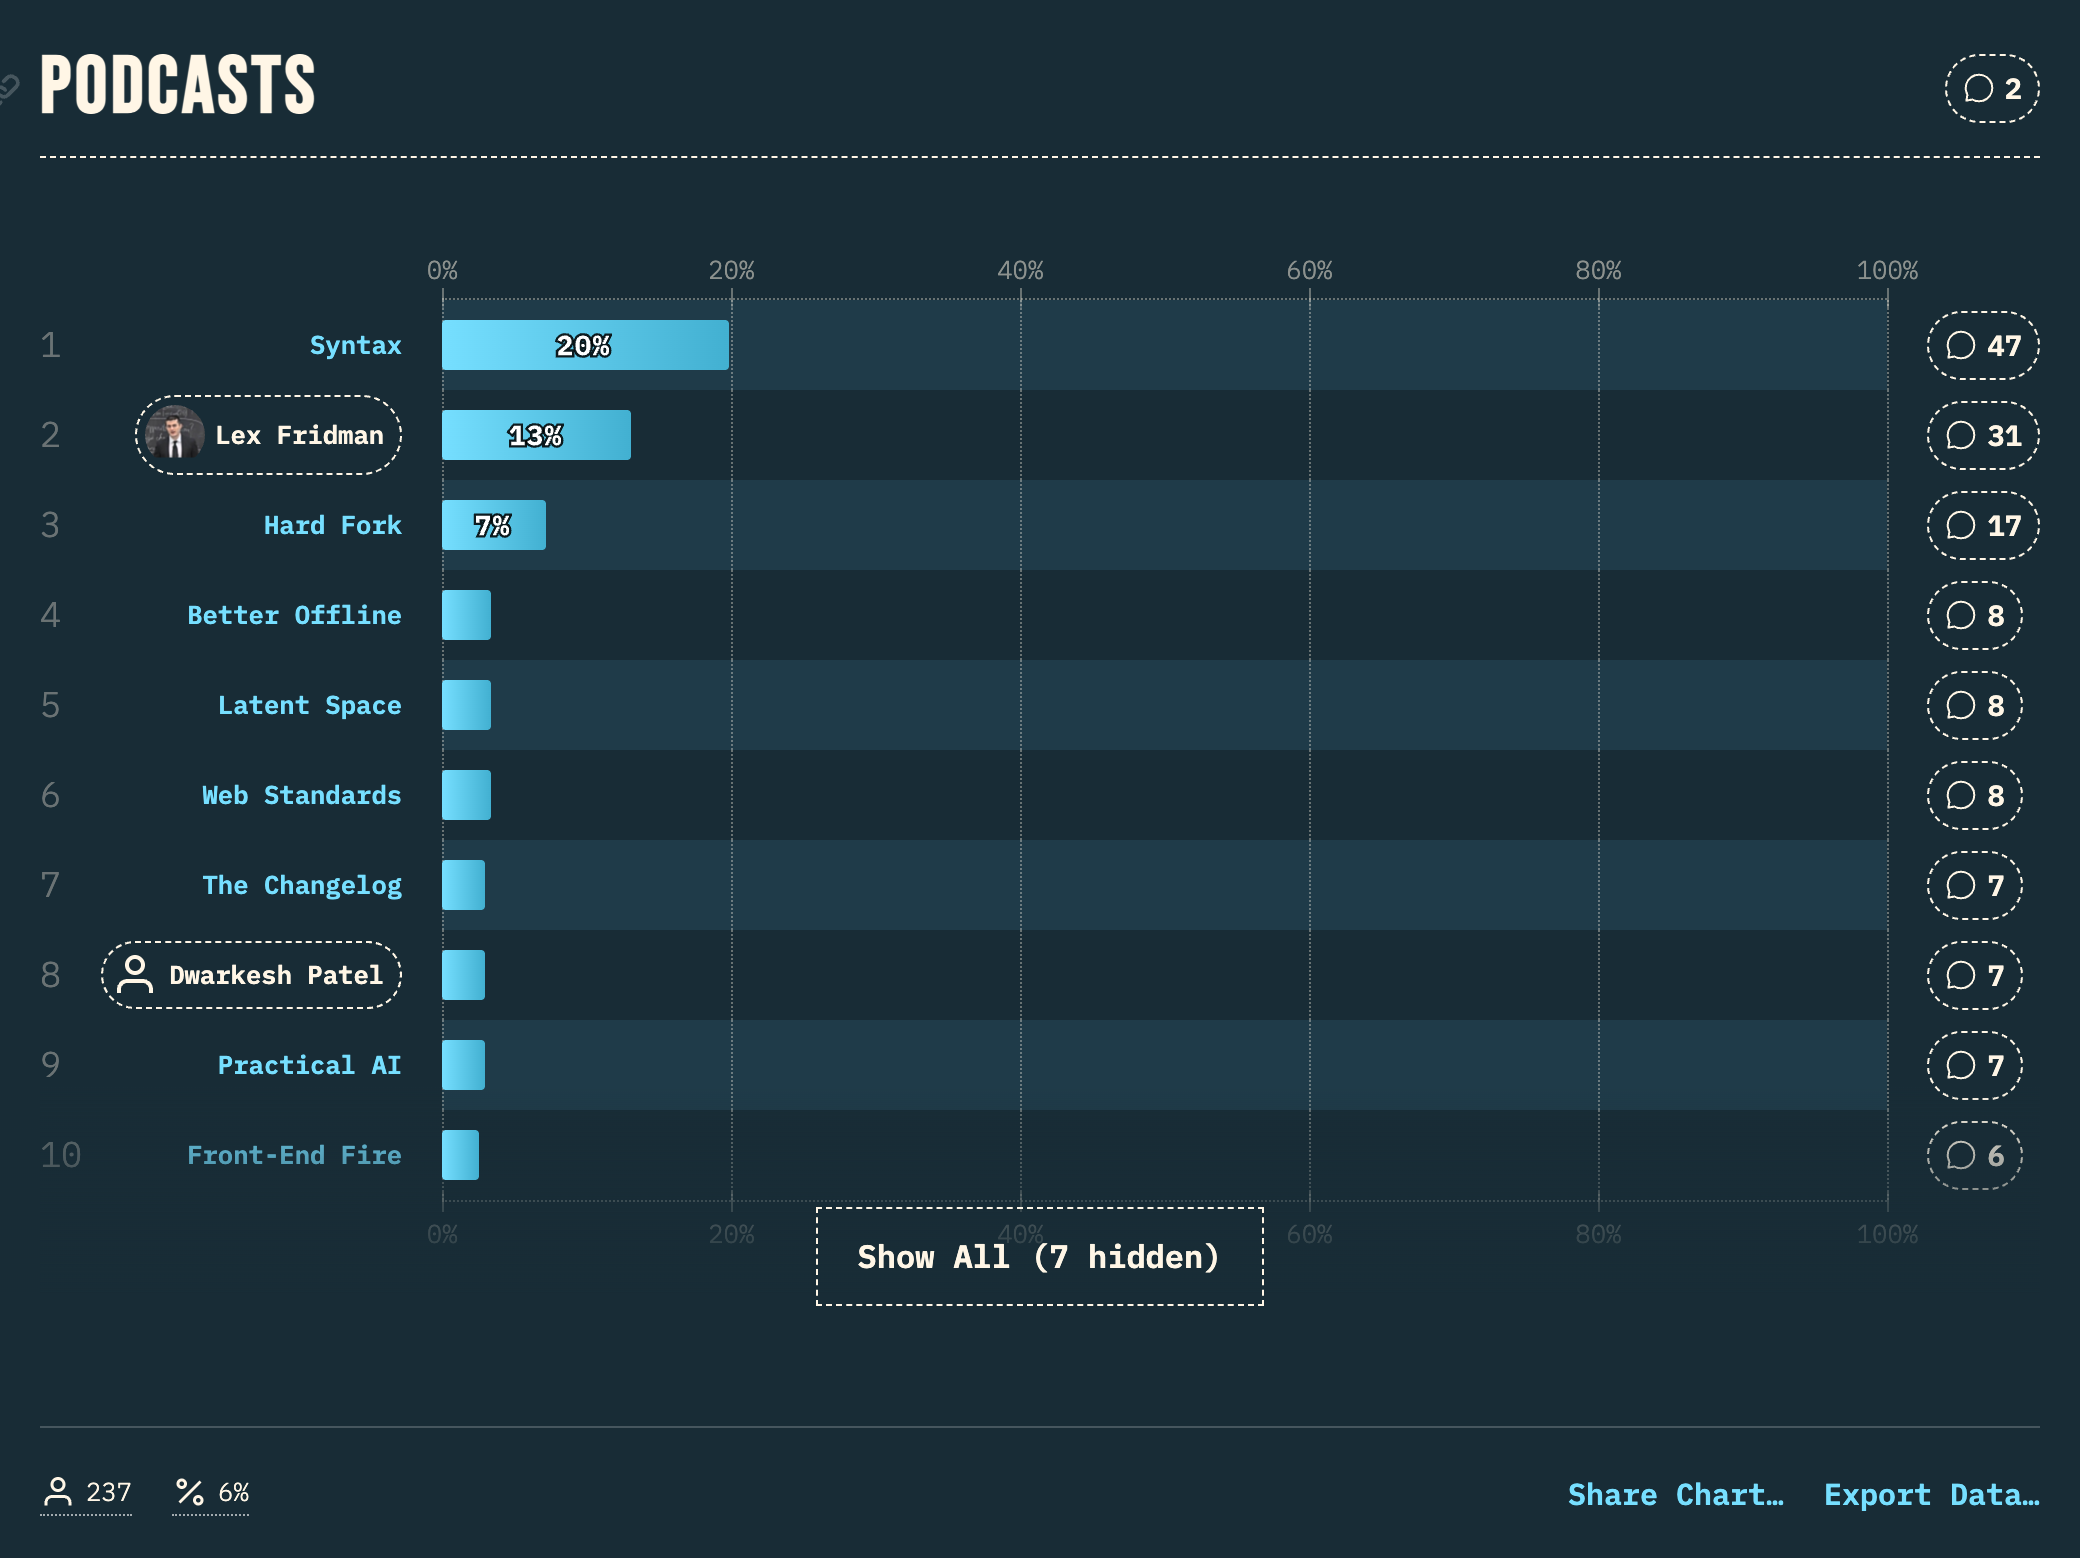 PODCASTS
2
0% 20% 40% 60% 80% 100%
1 Syntax 20% 47
2 Lex Fridman 13% 31
3 Hard Fork 7% 17
4 Better Offline 8
5 Latent Space 8
6 Web Standards 8
7 The Changelog 7
8 Dwarkesh Patel 7
9 Practical AI 7
10 Front-End Fire 6
0% 20% 40% 60% 80% 100%
Show All (7 hidden)
237 6% Share Chart… Export Data…